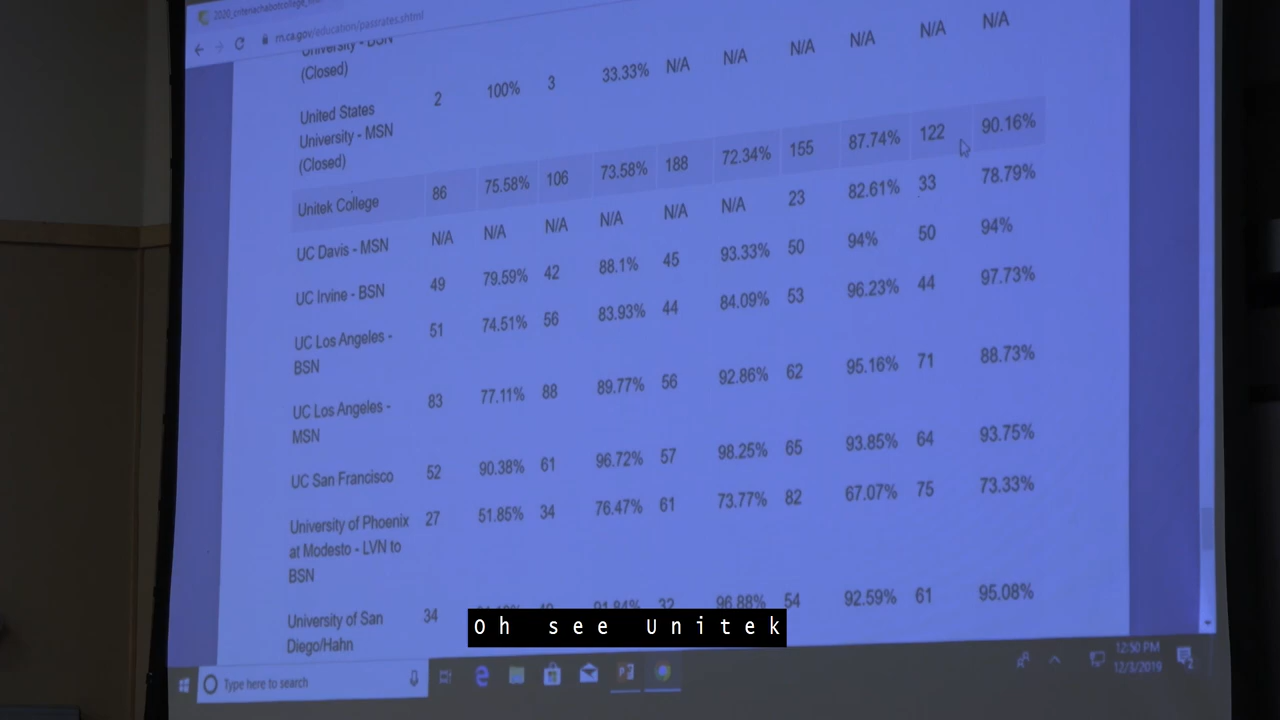 2020_criteriachabotcollege_
rn.ca.gov/education/passrates.shtml
University - BSN
(Closed)
United States
University - MSN
(Closed)
2 100% 3 33.33% N/A N/A N/A N/A N/A N/A
Unitek College 86 75.58% 106 73.58% 188 72.34% 155 87.74% 122 90.16%
UC Davis - MSN N/A N/A N/A N/A N/A N/A 23 82.61% 33 78.79%
UC Irvine - BSN 49 79.59% 42 88.1% 45 93.33% 50 94% 50 94%
UC Los Angeles - 51 74.51% 56 83.93% 44 84.09% 53 96.23% 44 97.73%
BSN
UC Los Angeles - 83 77.11% 88 89.77% 56 92.86% 62 95.16% 71 88.73%
MSN
UC San Francisco 52 90.38% 61 96.72% 57 98.25% 65 93.85% 64 93.75%
University of Phoenix 27 51.85% 34 76.47% 61 73.77% 82 67.07% 75 73.33%
at Modesto - LVN to
BSN
University of San 34 91.84% 32 96.88% 54 92.59% 61 95.08%
Diego/Hahn
Oh see Unitek
Type here to search
12:50 PM
12/3/2019
2